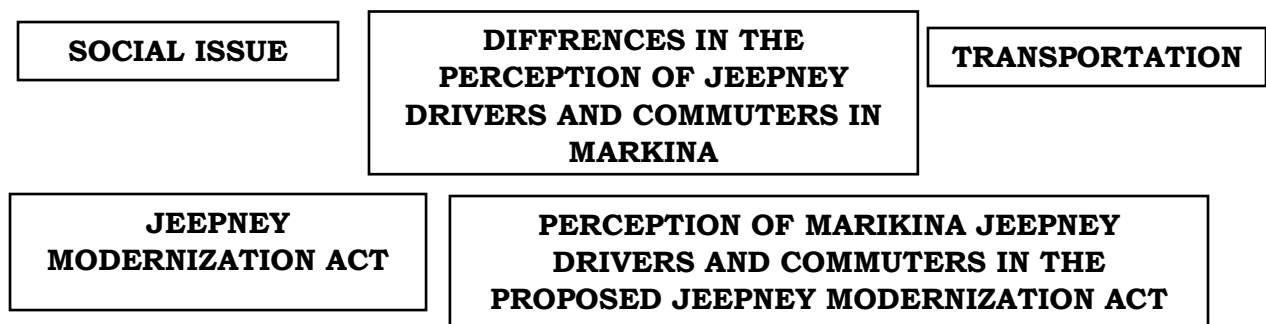 SOCIAL ISSUE
DIFFRENCES IN THE
PERCEPTION OF JEEPNEY
DRIVERS AND COMMUTERS IN
MARKINA
TRANSPORTATION
JEEPNEY
MODERNIZATION ACT
PERCEPTION OF MARIKINA JEEPNEY
DRIVERS AND COMMUTERS IN THE
PROPOSED JEEPNEY MODERNIZATION ACT